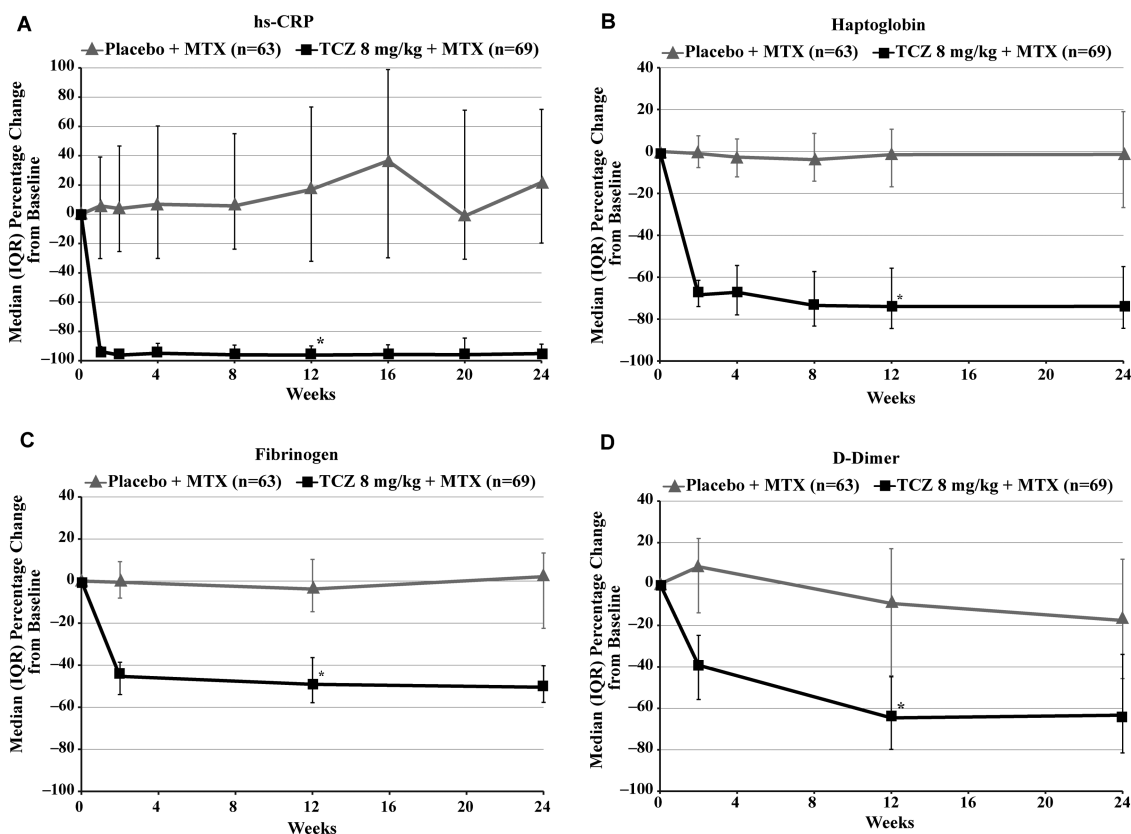 A
hs-CRP
Placebo + MTX (n=63) TCZ 8 mg/kg + MTX (n=69)
Median (IQR) Percentage Change
from Baseline
100
80
60
40
20
0
−20
−40
−60
−80
−100
*
0 4 8 12 16 20 24
Weeks
B
Haptoglobin
Placebo + MTX (n=63) TCZ 8 mg/kg + MTX (n=69)
Median (IQR) Percentage Change
from Baseline
40
20
0
−20
−40
−60
−80
−100
*
0 4 8 12 16 20 24
Weeks
C
Fibrinogen
Placebo + MTX (n=63) TCZ 8 mg/kg + MTX (n=69)
Median (IQR) Percentage Change
from Baseline
40
20
0
−20
−40
−60
−80
−100
*
0 4 8 12 16 20 24
Weeks
D
D-Dimer
Placebo + MTX (n=63) TCZ 8 mg/kg + MTX (n=69)
Median (IQR) Percentage Change
from Baseline
40
20
0
−20
−40
−60
−80
−100
*
0 4 8 12 16 20 24
Weeks